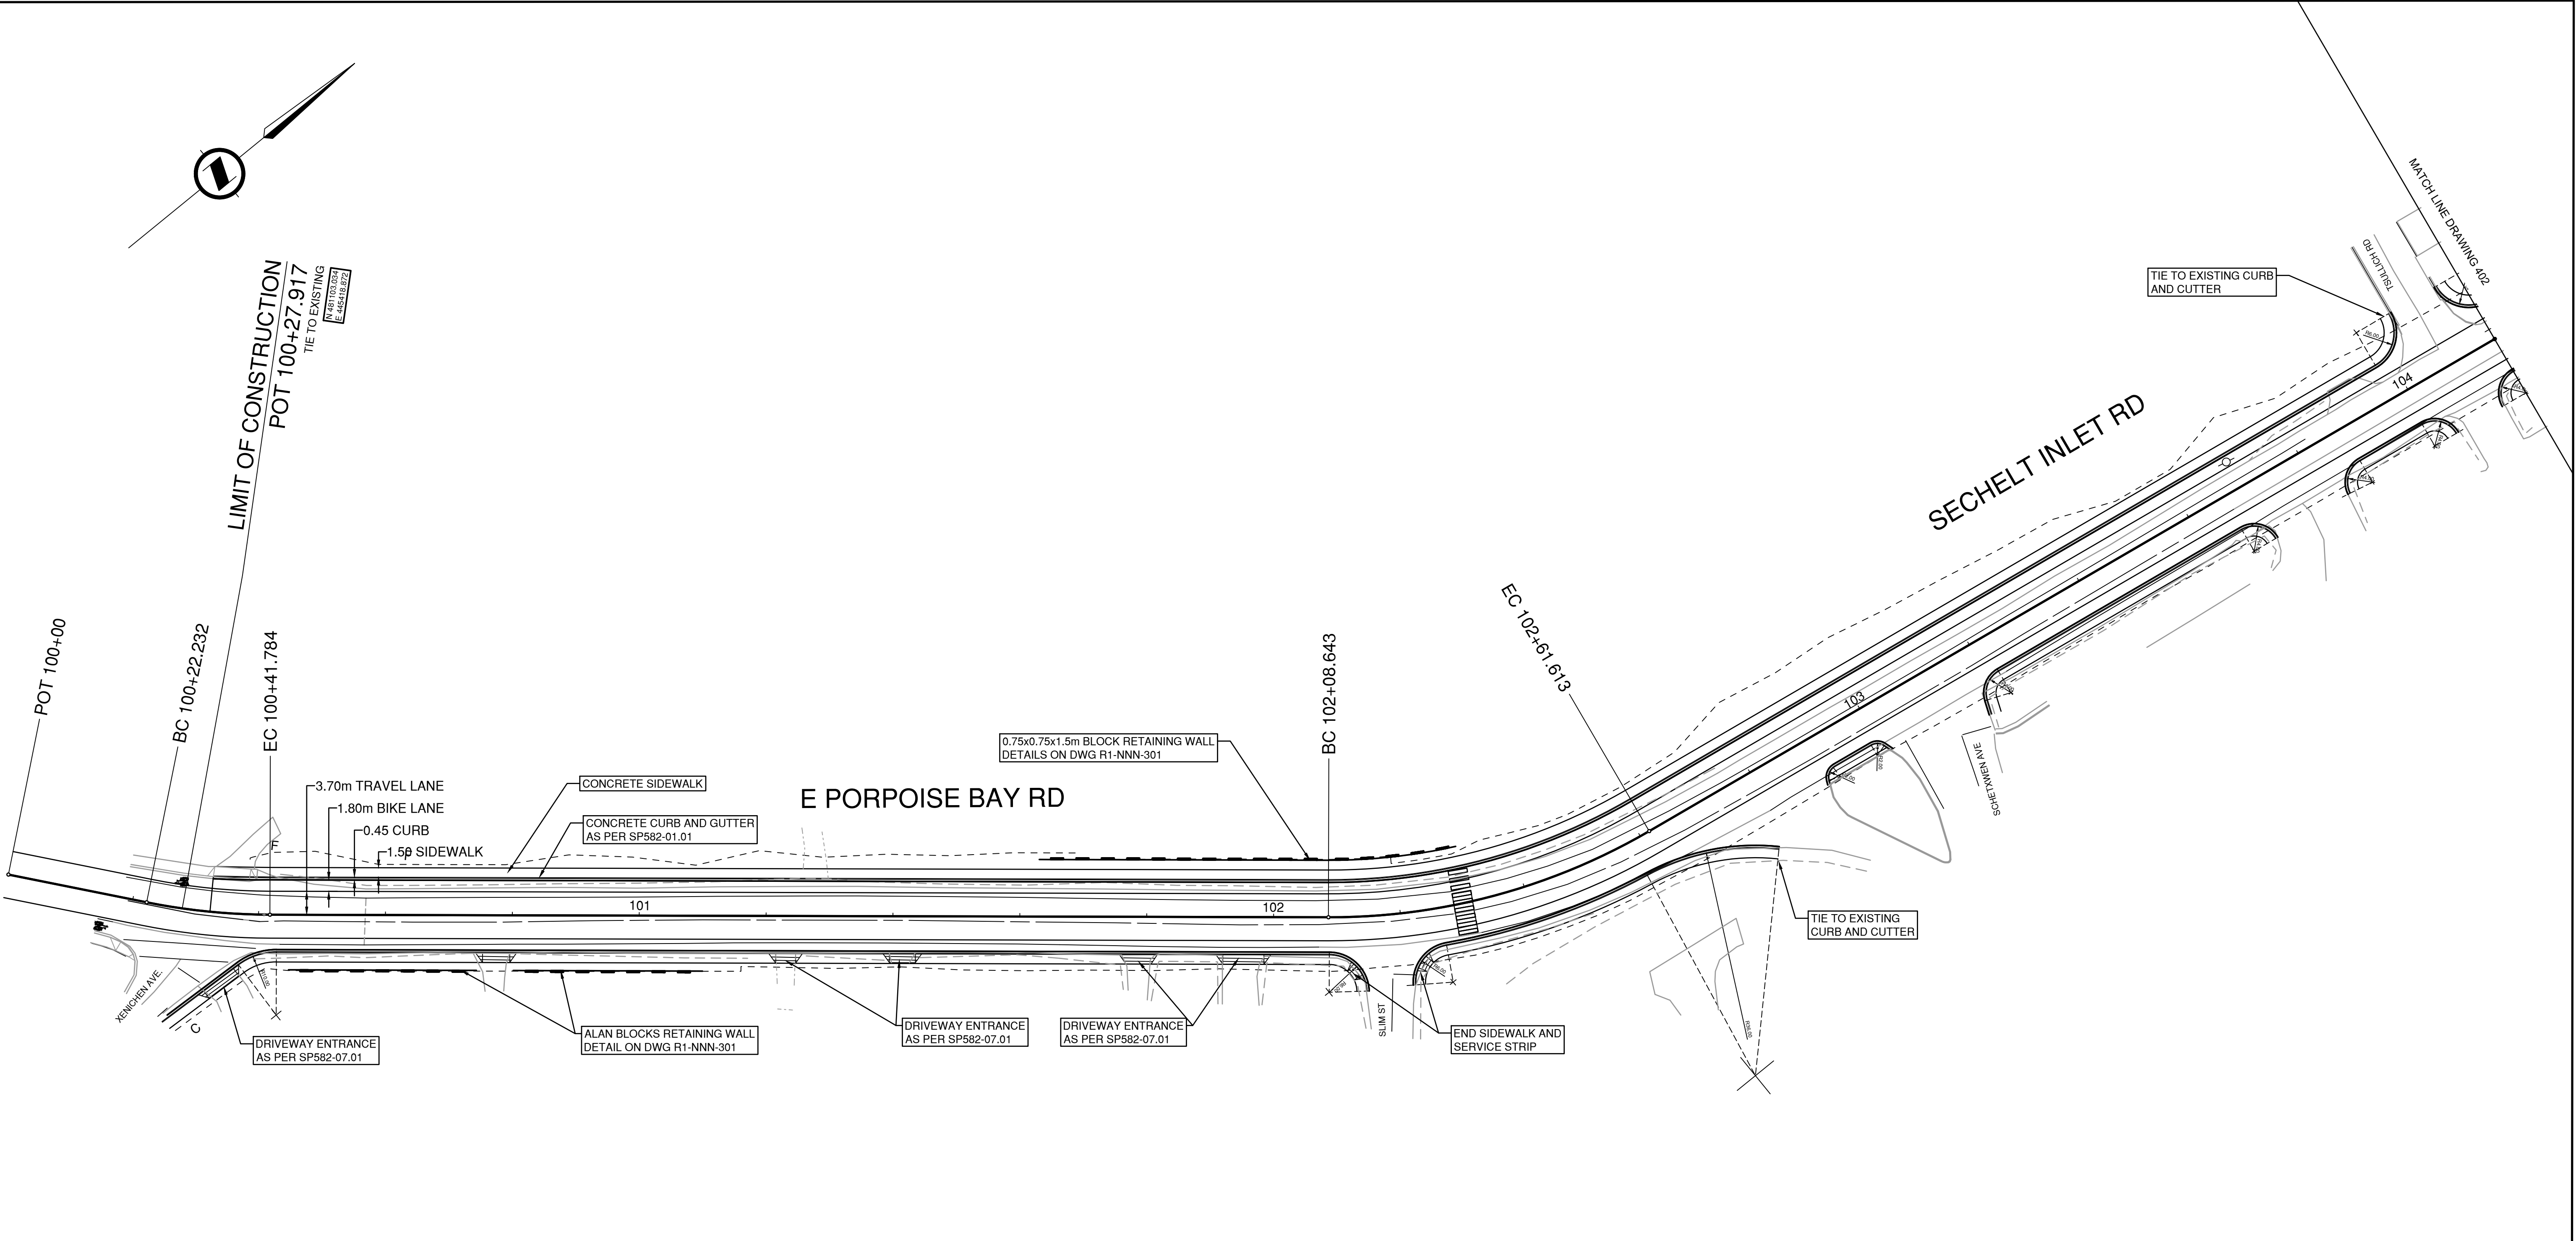 MATCH LINE DRAWING 402
TSULICH RD
TIE TO EXISTING CURB
AND CUTTER
R6.00
104
SECHELT INLET RD
LIMIT OF CONSTRUCTION
POT 100+27.917
TIE TO EXISTING
N 481103.034
E 445418.872
POT 100+00
BC 100+22.232
EC 100+41.784
BC 102+08.643
EC 102+61.613
103
0.75x0.75x1.5m BLOCK RETAINING WALL
DETAILS ON DWG R1-NNN-301
3.70m TRAVEL LANE
1.80m BIKE LANE
0.45 CURB
1.50 SIDEWALK
F
CONCRETE SIDEWALK
CONCRETE CURB AND GUTTER
AS PER SP582-01.01
E PORPOISE BAY RD
SCHETXWEN AVE
101
102
TIE TO EXISTING
CURB AND CUTTER
XENICHEN AVE.
C
DRIVEWAY ENTRANCE
AS PER SP582-07.01
ALAN BLOCKS RETAINING WALL
DETAIL ON DWG R1-NNN-301
DRIVEWAY ENTRANCE
AS PER SP582-07.01
DRIVEWAY ENTRANCE
AS PER SP582-07.01
SLIM ST
END SIDEWALK AND
SERVICE STRIP